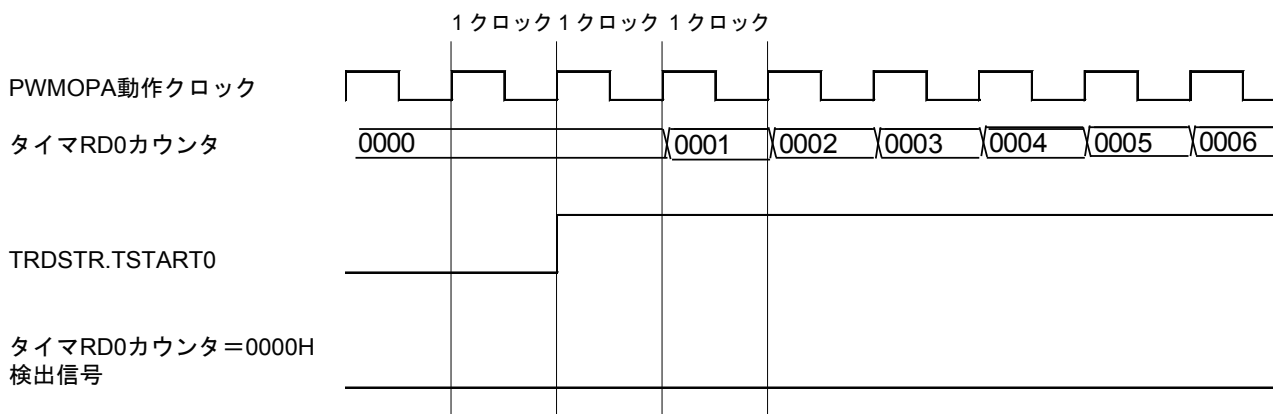 1 クロック 1 クロック 1 クロック
PWMOPA動作クロック
タイマRD0カウンタ 0000 0001 0002 0003 0004 0005 0006
TRDSTR.TSTART0
タイマRD0カウンタ＝0000H
検出信号